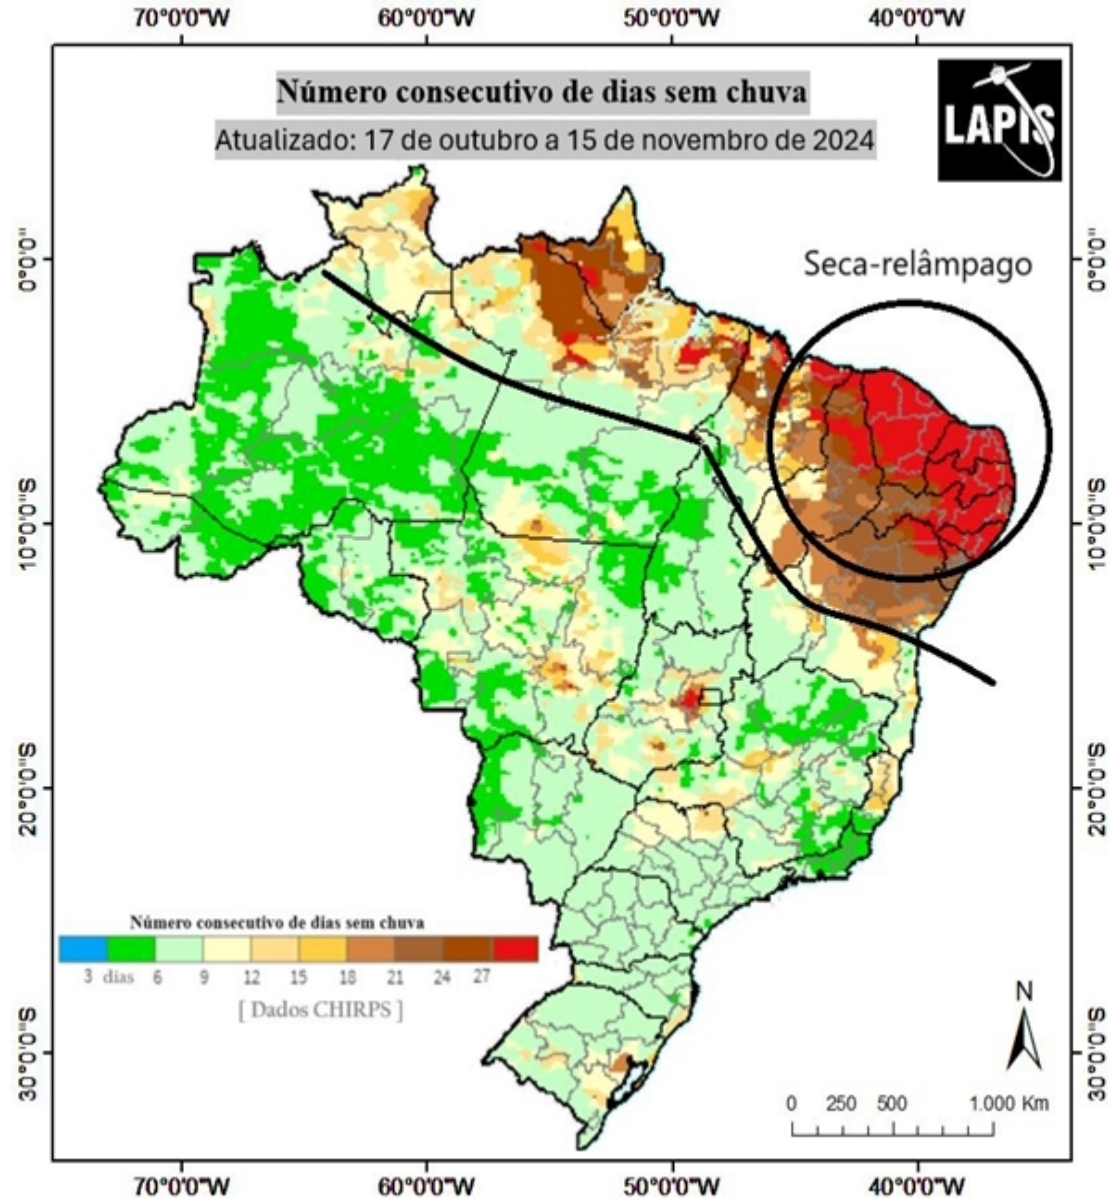 70°0'0"W 60°0'0"W 50°0'0"W 40°0'0"W
Número consecutivo de dias sem chuva
Atualizado: 17 de outubro a 15 de novembro de 2024
LAPIS
0°0'0" 0°0'0"
Seca-relâmpago
10°0'0"S 10°0'0"S
20°0'0"S 20°0'0"S
Número consecutivo de dias sem chuva
3 dias 6 9 12 15 18 21 24 27
[ Dados CHIRPS ]
N
30°0'0"S 30°0'0"S
0 250 500 1.000 Km
70°0'0"W 60°0'0"W 50°0'0"W 40°0'0"W